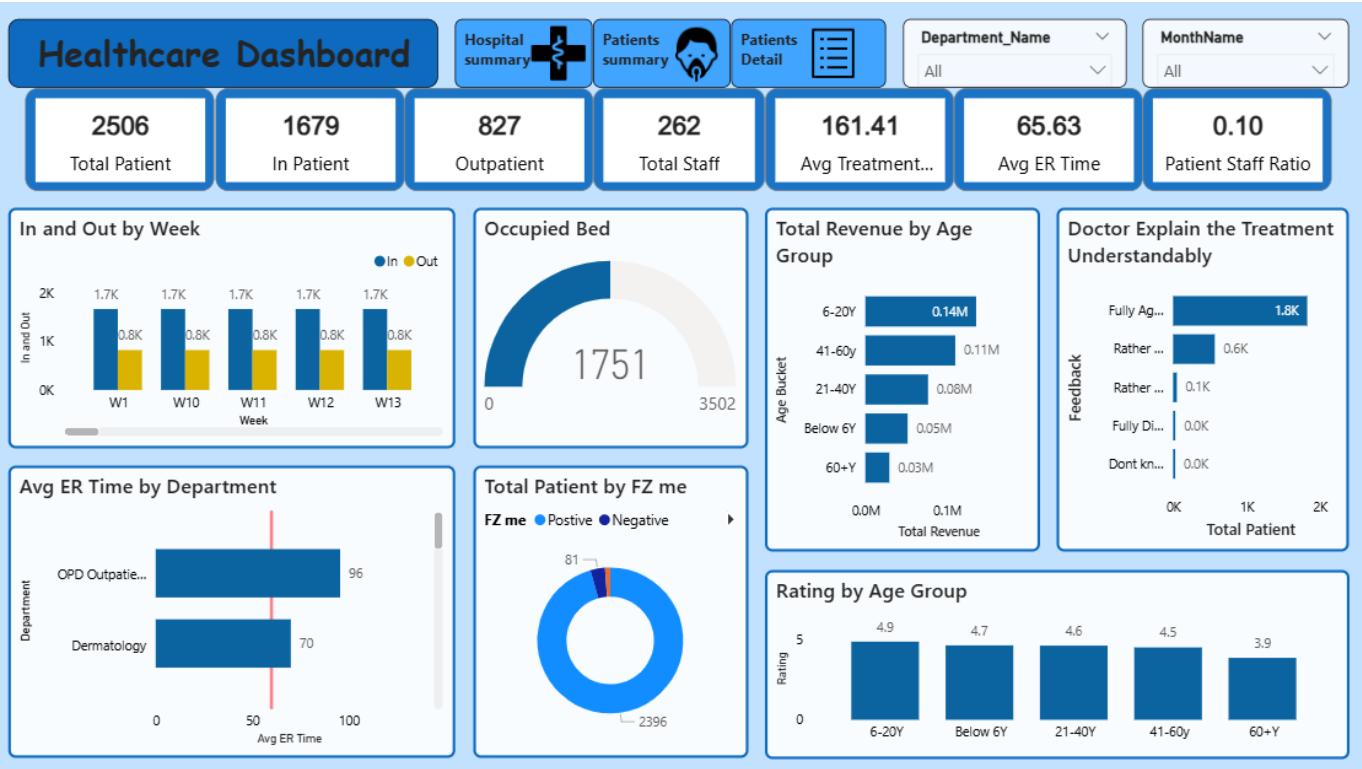 Healthcare Dashboard
Hospital
summary
Patients
summary
Patients
Detail
Department_Name
All
MonthName
All
2506
Total Patient
1679
In Patient
827
Outpatient
262
Total Staff
161.41
Avg Treatment...
65.63
Avg ER Time
0.10
Patient Staff Ratio
In and Out by Week
In Out
In and Out
2K
1K
0K
1.7K 1.7K 1.7K 1.7K 1.7K
0.8K 0.8K 0.8K 0.8K 0.8K
W1 W10 W11 W12 W13
Week
Occupied Bed
1751
0 3502
Total Revenue by Age
Group
Age Bucket
6-20Y 0.14M
41-60y 0.11M
21-40Y 0.08M
Below 6Y 0.05M
60+Y 0.03M
0.0M 0.1M
Total Revenue
Doctor Explain the Treatment
Understandably
Feedback
Fully Ag... 1.8K
Rather ... 0.6K
Rather ... 0.1K
Fully Di... 0.0K
Dont kn... 0.0K
0K 1K 2K
Total Patient
Avg ER Time by Department
Department
OPD Outpatie... 96
Dermatology 70
0 50 100
Avg ER Time
Total Patient by FZ me
FZ me Postive Negative
81
2396
Rating by Age Group
Rating
5
0
4.9 4.7 4.6 4.5 3.9
6-20Y Below 6Y 21-40Y 41-60y 60+Y